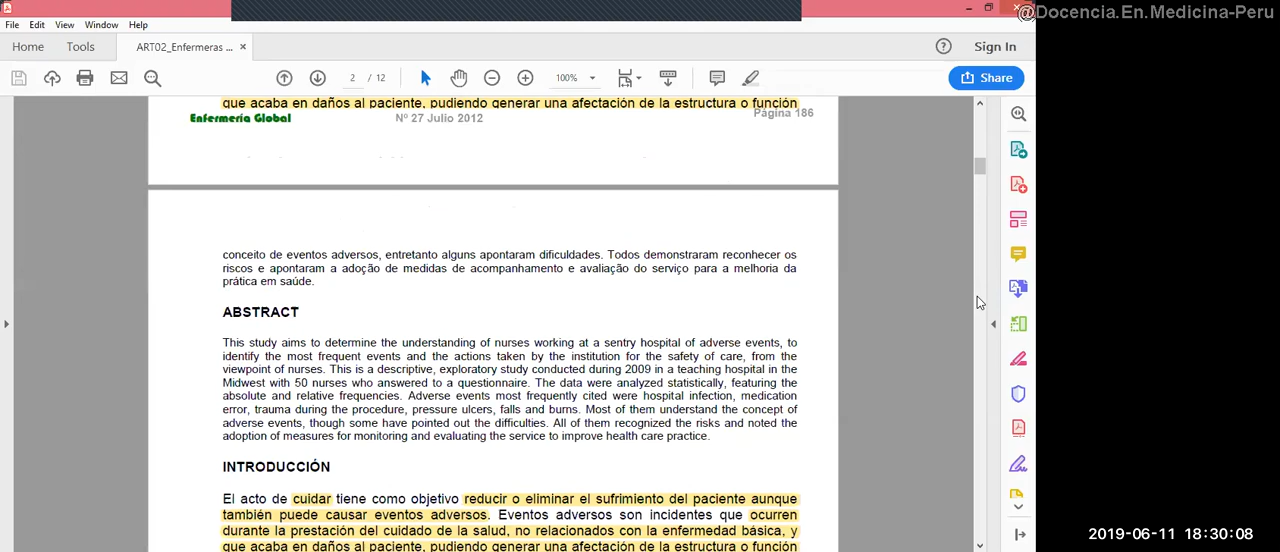 @Docencia.En.Medicina-Peru
File Edit View Window Help
Home Tools ART02_Enfermeras ... × Sign In
2 / 12 100% Share
que acaba en daños al paciente, pudiendo generar una afectación de la estructura o función
Enfermería Global Nº 27 Julio 2012 Página 186
conceito de eventos adversos, entretanto alguns apontaram dificuldades. Todos demonstraram reconhecer os
riscos e apontaram a adoção de medidas de acompanhamento e avaliação do serviço para a melhoria da
prática em saúde.
ABSTRACT
This study aims to determine the understanding of nurses working at a sentry hospital of adverse events, to
identify the most frequent events and the actions taken by the institution for the safety of care, from the
viewpoint of nurses. This is a descriptive, exploratory study conducted during 2009 in a teaching hospital in the
Midwest with 50 nurses who answered to a questionnaire. The data were analyzed statistically, featuring the
absolute and relative frequencies. Adverse events most frequently cited were hospital infection, medication
error, trauma during the procedure, pressure ulcers, falls and burns. Most of them understand the concept of
adverse events, though some have pointed out the difficulties. All of them recognized the risks and noted the
adoption of measures for monitoring and evaluating the service to improve health care practice.
INTRODUCCIÓN
El acto de cuidar tiene como objetivo reducir o eliminar el sufrimiento del paciente aunque
también puede causar eventos adversos. Eventos adversos son incidentes que ocurren
durante la prestación del cuidado de la salud, no relacionados con la enfermedad básica, y
que acaba en daños al paciente, pudiendo generar una afectación de la estructura o función
2019-06-11 18:30:08